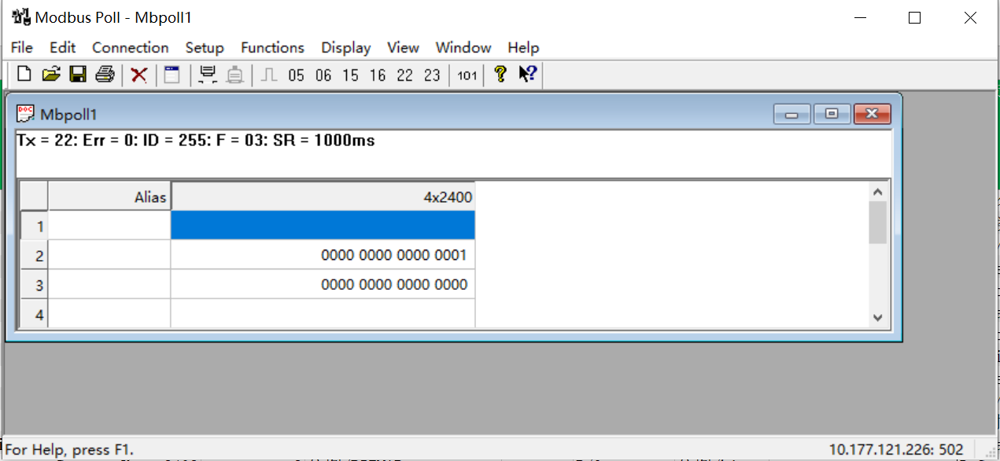 Modbus Poll - Mbpoll1
File Edit Connection Setup Functions Display View Window Help
05 06 15 16 22 23 101
Mbpoll1
Tx = 22: Err = 0: ID = 255: F = 03: SR = 1000ms
Alias 4x2400
1
2 0000 0000 0000 0001
3 0000 0000 0000 0000
4
For Help, press F1. 10.177.121.226: 502